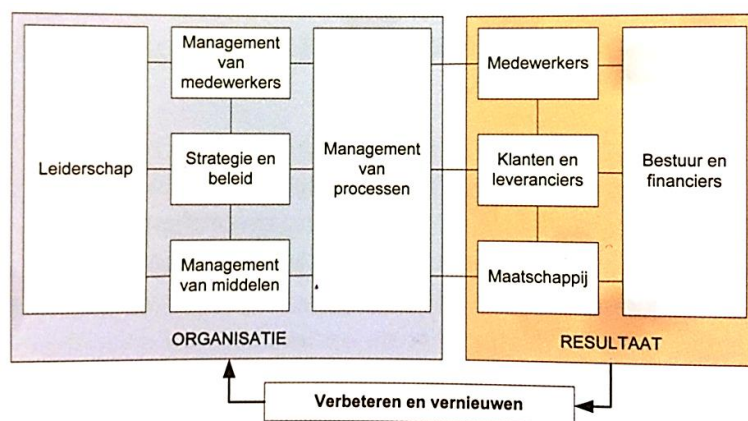 Leiderschap
Management
van
medewerkers
Strategie en
beleid
Management
van middelen
Management
van
processen
ORGANISATIE
Medewerkers
Klanten en
leveranciers
Maatschappij
Bestuur en
financiers
RESULTAAT
Verbeteren en vernieuwen